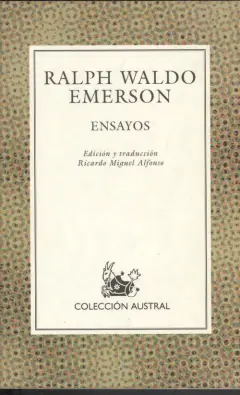 RALPH WALDO
EMERSON
ENSAYOS
Edición y traducción
Ricardo Miguel Alfonso
COLECCIÓN AUSTRAL